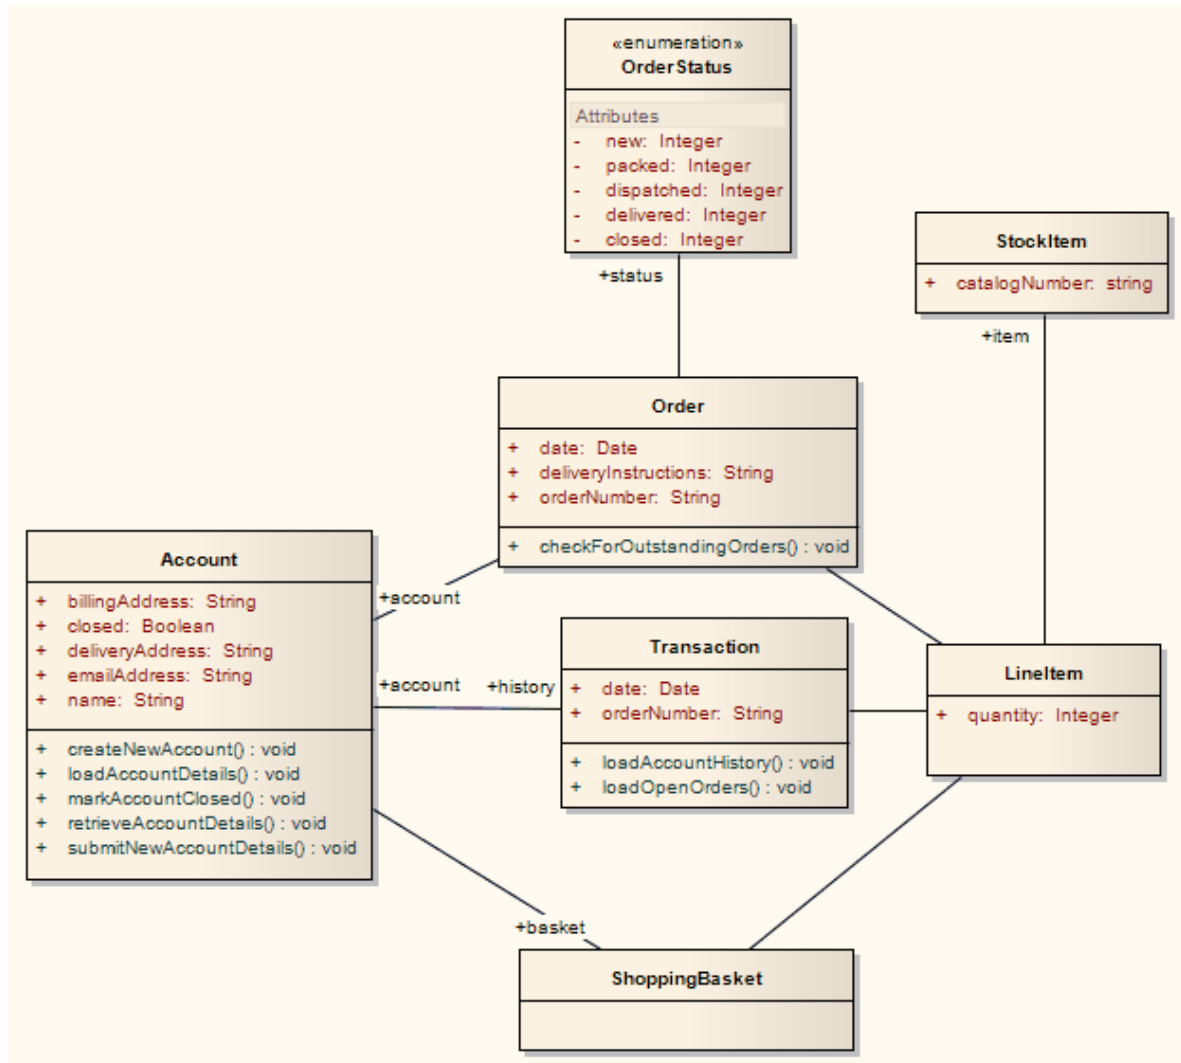 «enumeration»
OrderStatus
Attributes
- new: Integer
- packed: Integer
- dispatched: Integer
- delivered: Integer
- closed: Integer
+status
StockItem
+ catalogNumber: string
+item
Order
+ date: Date
+ deliveryInstructions: String
+ orderNumber: String
+ checkForOutstandingOrders() : void
Account
+ billingAddress: String
+ closed: Boolean
+ deliveryAddress: String
+ emailAddress: String
+ name: String
+ createNewAccount() : void
+ loadAccountDetails() : void
+ markAccountClosed() : void
+ retrieveAccountDetails() : void
+ submitNewAccountDetails() : void
+account
+account
+history
Transaction
+ date: Date
+ orderNumber: String
+ loadAccountHistory() : void
+ loadOpenOrders() : void
LineItem
+ quantity: Integer
+basket
ShoppingBasket